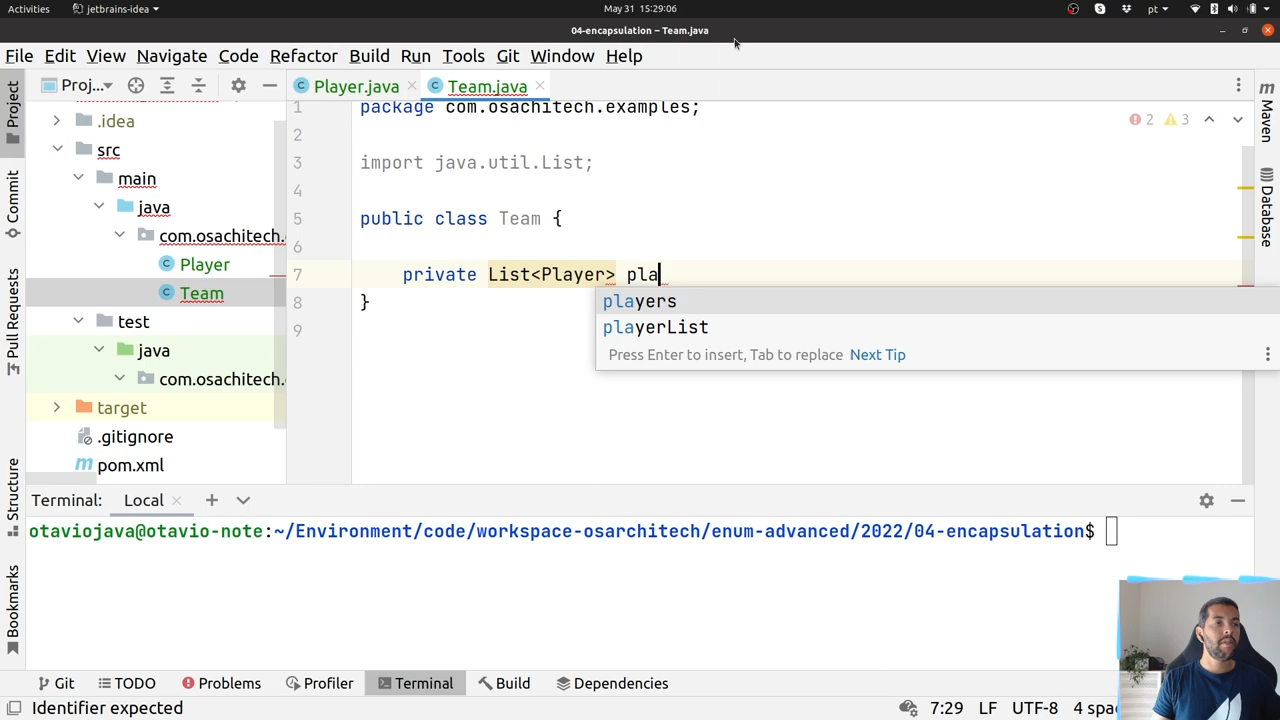 Activities
jetbrains-idea
May 31 15:29:06
pt
04-encapsulation – Team.java
File Edit View Navigate Code Refactor Build Run Tools Git Window Help
Project
Commit
Pull Requests
Structure
Bookmarks
Proj...
.idea
src
main
java
com.osachitech.
Player
Team
test
java
com.osachitech.
target
.gitignore
pom.xml
Player.java
Team.java
2 3
1 package com.osachitech.examples;
2
3 import java.util.List;
4
5 public class Team {
6
7 private List<Player> pla
8 }
9
players
playerList
Press Enter to insert, Tab to replace Next Tip
Maven
Database
Terminal: Local
otaviojava@otavio-note:~/Environment/code/workspace-osarchitech/enum-advanced/2022/04-encapsulation$
Git TODO Problems Profiler Terminal Build Dependencies
Identifier expected
7:29 LF UTF-8 4 spac